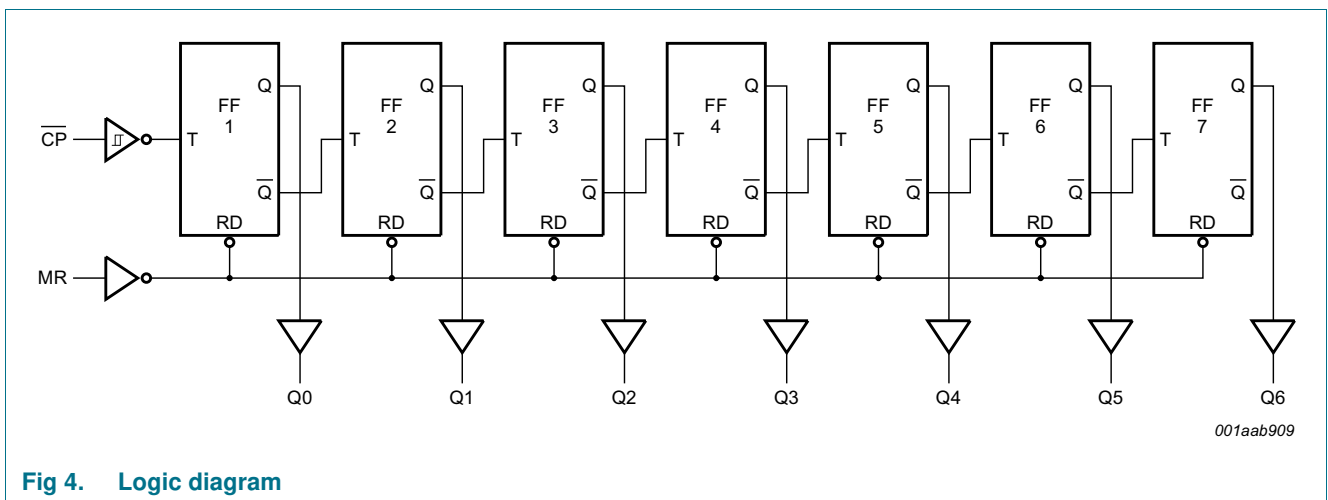 Q Q Q Q Q Q Q
FF FF FF FF FF FF FF
1 2 3 4 5 6 7
C̅P̅ T T T T T T T
Q̅ Q̅ Q̅ Q̅ Q̅ Q̅ Q̅
RD RD RD RD RD RD RD
MR
Q0 Q1 Q2 Q3 Q4 Q5 Q6
001aab909
Fig 4. Logic diagram